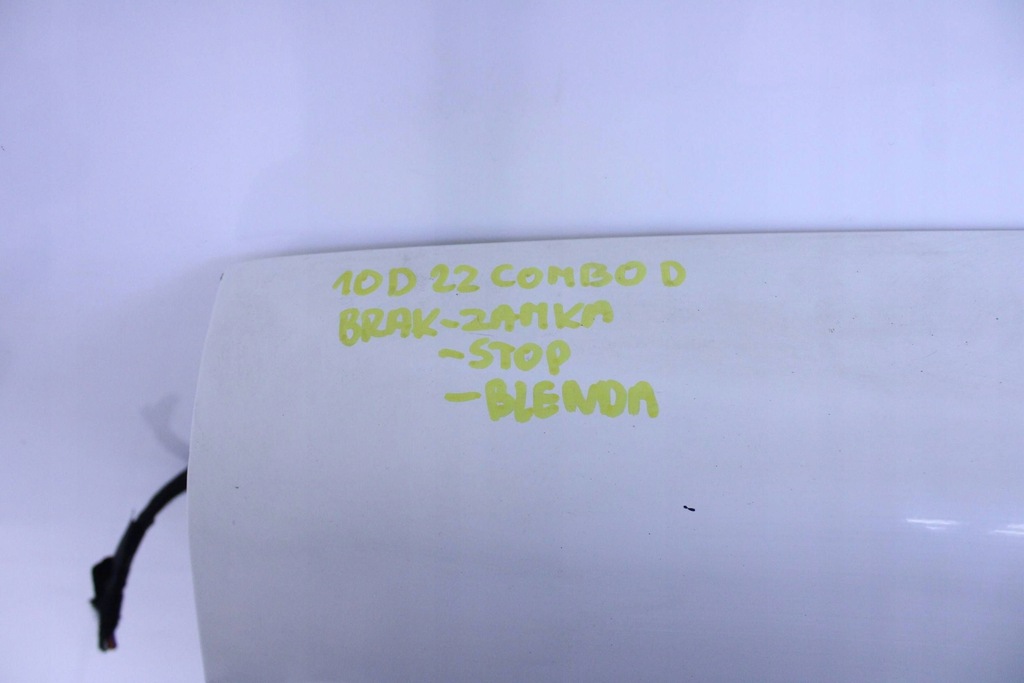 10D 22 COMBO D
BRAK-ZAMKA
-STOP
-BLENDA